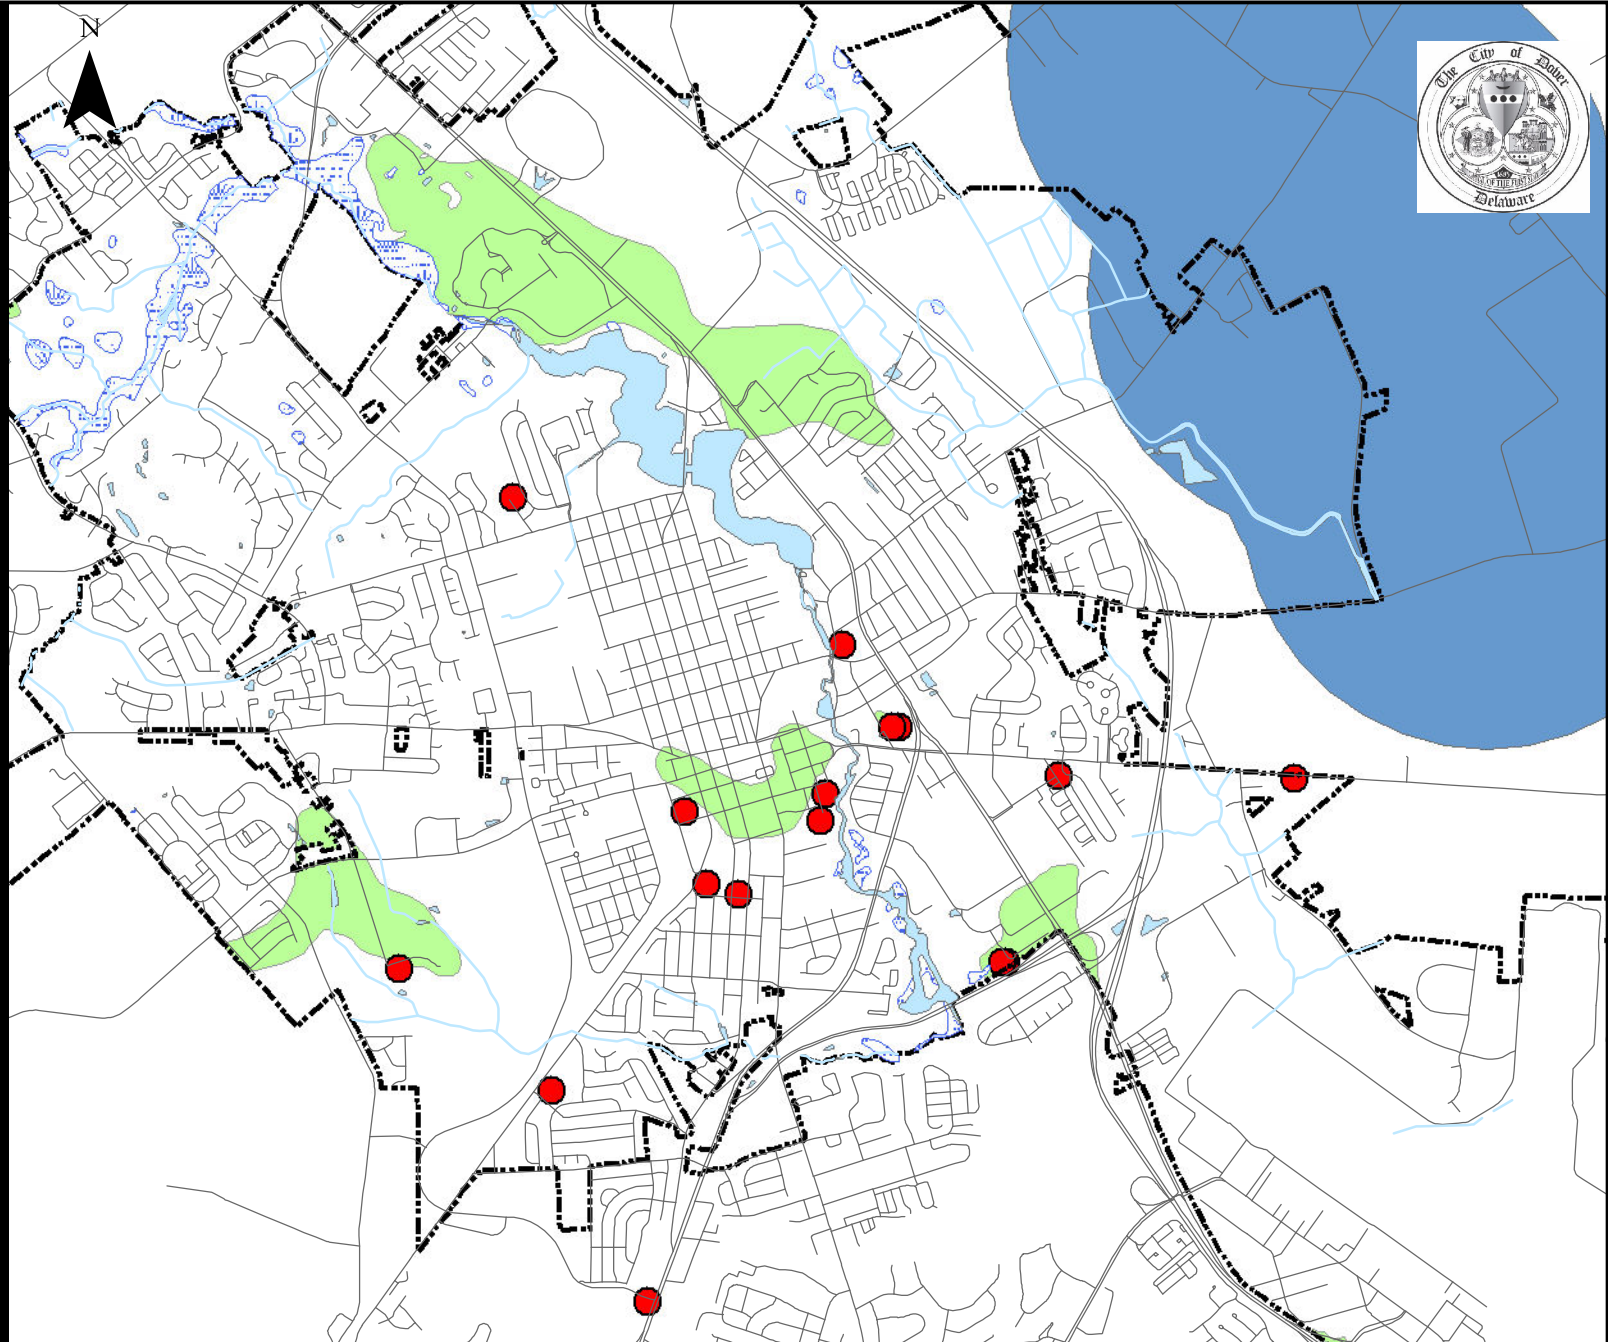 N
The City of Dover
Delaware